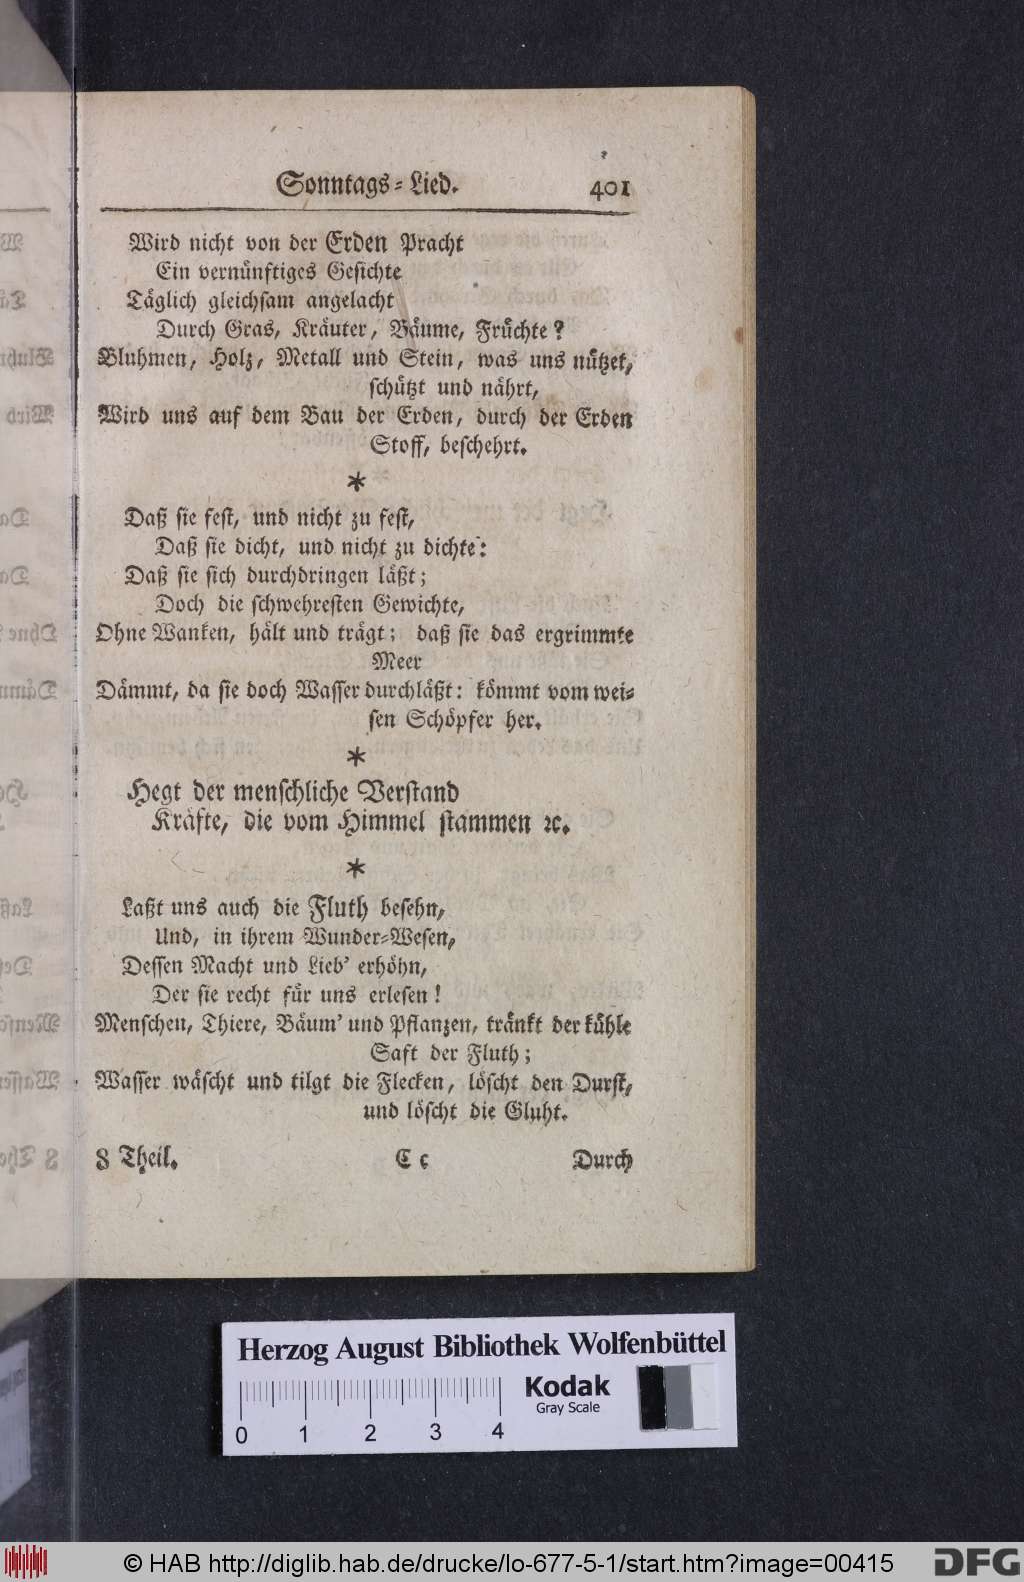 Sonntags-Lied. 401
Wird nicht von der Erden Pracht
Ein vernünftiges Gesichte
Täglich gleichsam angelacht
Durch Gras, Kräuter, Bäume, Früchte?
Bluhmen, Holz, Metall und Stein, was uns nützet,
schützt und nährt,
Wird uns auf dem Bau der Erden, durch der Erden
Stoff, beschehrt.
*
Daß sie fest, und nicht zu fest,
Daß sie dicht, und nicht zu dichte:
Daß sie sich durchdringen läßt;
Doch die schwehresten Gewichte,
Ohne Wanken, hält und trägt; daß sie das ergrimmte
Meer
Dämmt, da sie doch Wasser durchläßt: kömmt vom wei-
sen Schöpfer her.
*
Hegt der menschliche Verstand
Kräfte, die vom Himmel stammen ꝛc.
*
Laßt uns auch die Fluth besehn,
Und, in ihrem Wunder-Wesen,
Dessen Macht und Lieb' erhöhn,
Der sie recht für uns erlesen!
Menschen, Thiere, Bäum' und Pflanzen, tränkt der kühle
Saft der Fluth;
Wasser wäscht und tilgt die Flecken, löscht den Durst,
und löscht die Gluht.
8 Theil. C c Durch
Herzog August Bibliothek Wolfenbüttel
Kodak
Gray Scale
0 1 2 3 4
© HAB http://diglib.hab.de/drucke/lo-677-5-1/start.htm?image=00415
DFG